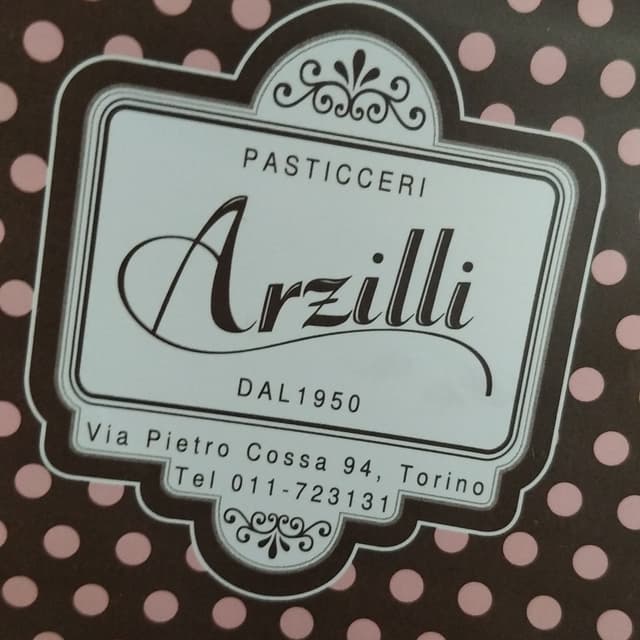 PASTICCERI
Arzilli
DAL1950
Via Pietro Cossa 94, Torino
Tel 011-723131